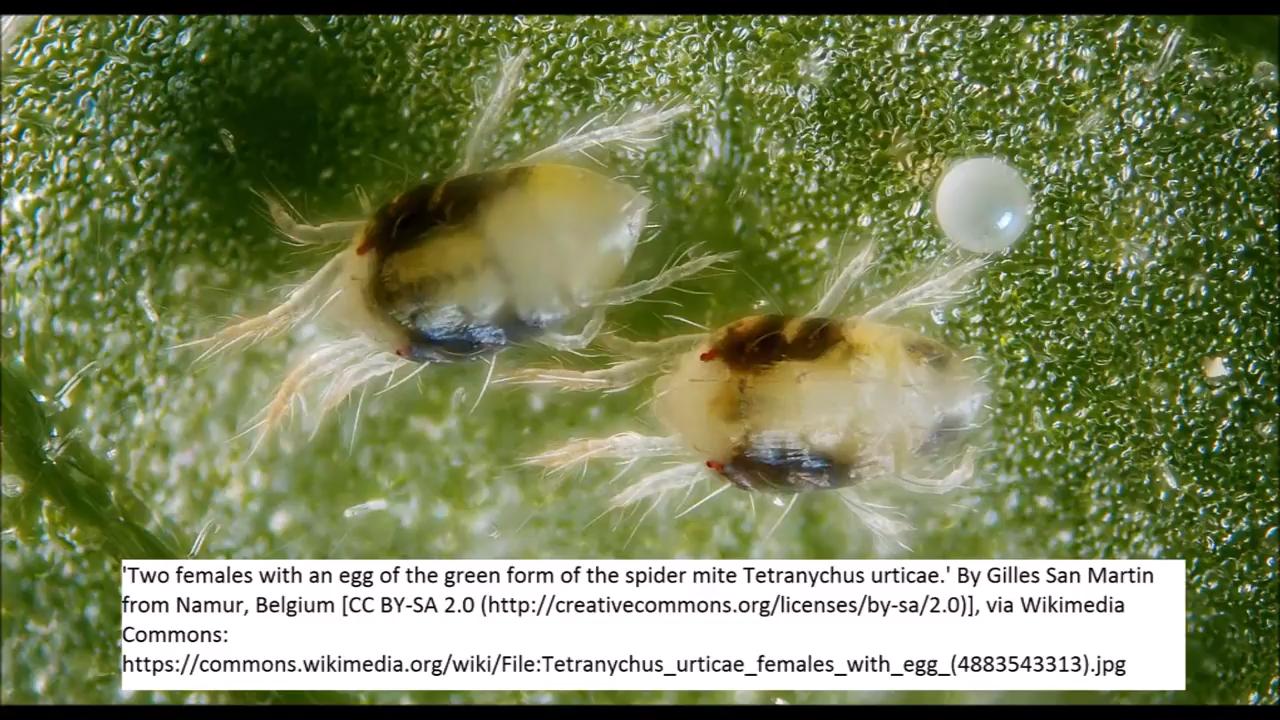 'Two females with an egg of the green form of the spider mite Tetranychus urticae.' By Gilles San Martin
from Namur, Belgium [CC BY-SA 2.0 (http://creativecommons.org/licenses/by-sa/2.0)], via Wikimedia
Commons:
https://commons.wikimedia.org/wiki/File:Tetranychus_urticae_females_with_egg_(4883543313).jpg